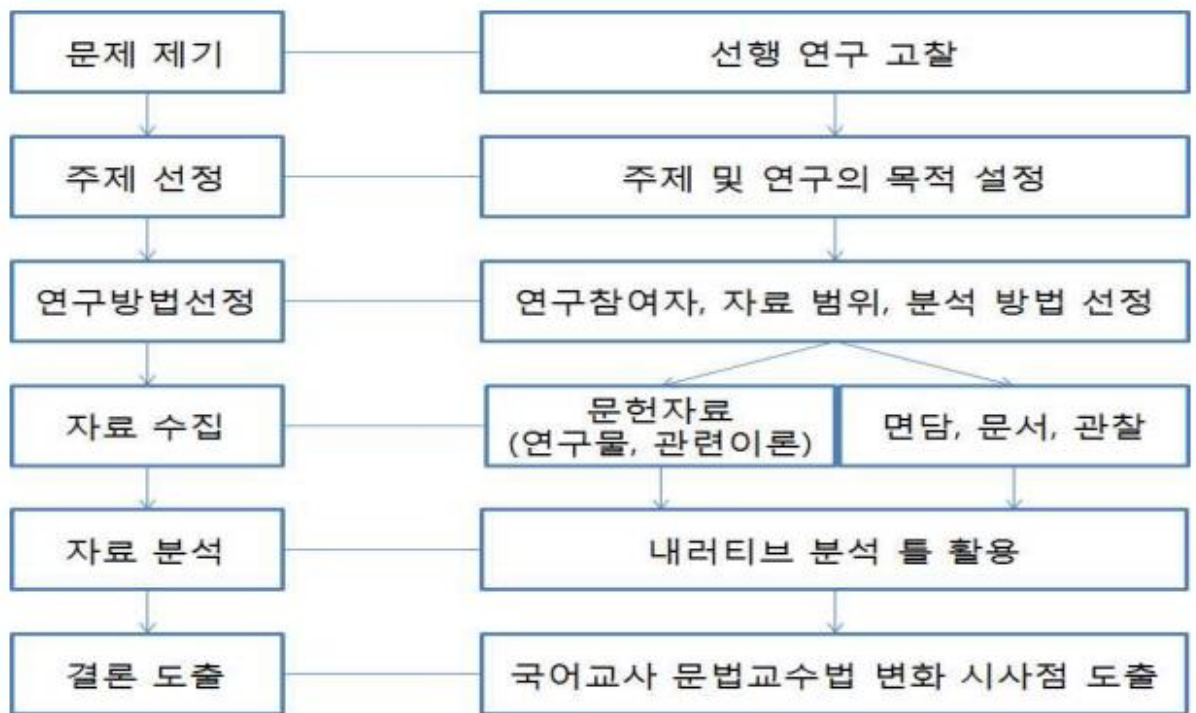 문제 제기
선행 연구 고찰
주제 선정
주제 및 연구의 목적 설정
연구방법선정
연구참여자, 자료 범위, 분석 방법 선정
자료 수집
문헌자료
(연구물, 관련이론)
면담, 문서, 관찰
자료 분석
내러티브 분석 틀 활용
결론 도출
국어교사 문법교수법 변화 시사점 도출